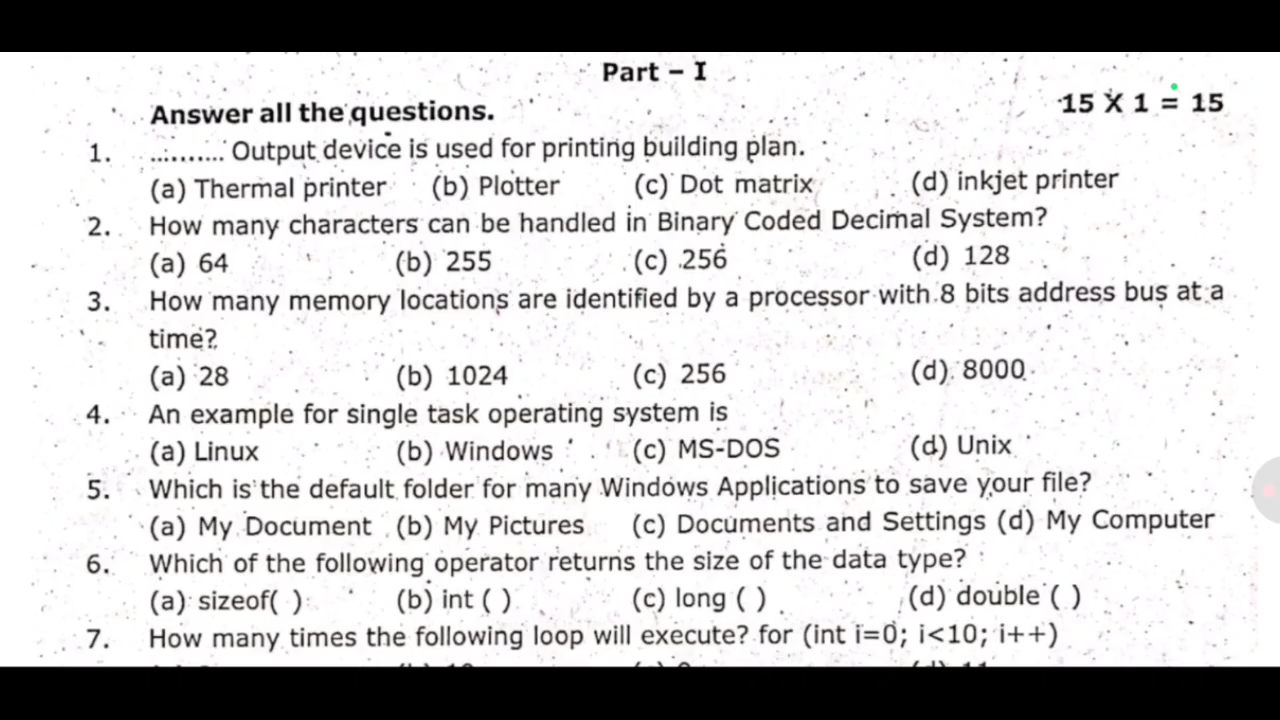 Part – I
Answer all the questions. 15 X 1 = 15
1. .......... Output device is used for printing building plan.
(a) Thermal printer (b) Plotter (c) Dot matrix (d) inkjet printer
2. How many characters can be handled in Binary Coded Decimal System?
(a) 64 (b) 255 (c) 256 (d) 128
3. How many memory locations are identified by a processor with 8 bits address bus at a
time?
(a) 28 (b) 1024 (c) 256 (d) 8000
4. An example for single task operating system is
(a) Linux (b) Windows (c) MS-DOS (d) Unix
5. Which is the default folder for many Windows Applications to save your file?
(a) My Document (b) My Pictures (c) Documents and Settings (d) My Computer
6. Which of the following operator returns the size of the data type?
(a) sizeof( ) (b) int ( ) (c) long ( ) (d) double ( )
7. How many times the following loop will execute? for (int i=0; i<10; i++)